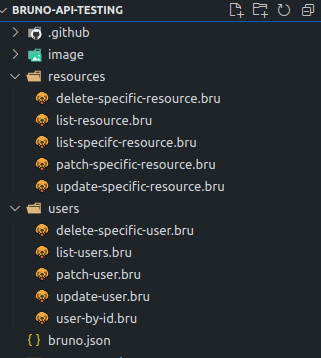 BRUNO-API-TESTING
.github
image
resources
delete-specific-resource.bru
list-resource.bru
list-specifc-resource.bru
patch-specific-resource.bru
update-specific-resource.bru
users
delete-specific-user.bru
list-users.bru
patch-user.bru
update-user.bru
user-by-id.bru
{} bruno.json